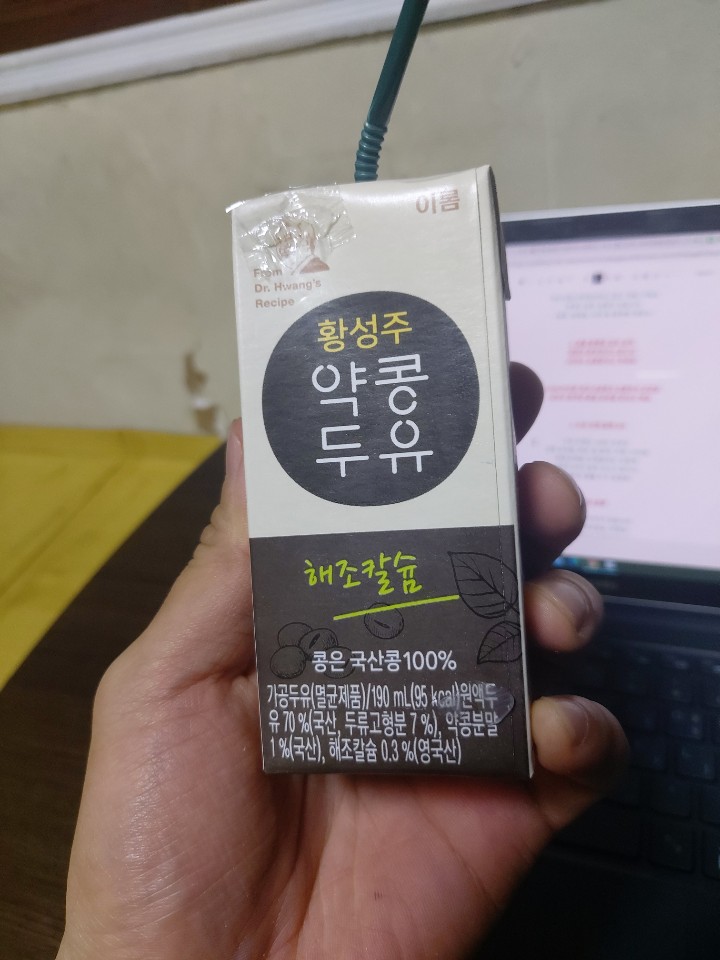 이롬
From
Dr. Hwang's
Recipe
황성주
약콩
두유
해조칼슘
콩은 국산콩100%
가공두유(멸균제품)/190 mL(95 kcal)원액두
유 70 %(국산, 두류고형분 7 %), 약콩분말
1 %(국산), 해조칼슘 0.3 %(영국산)